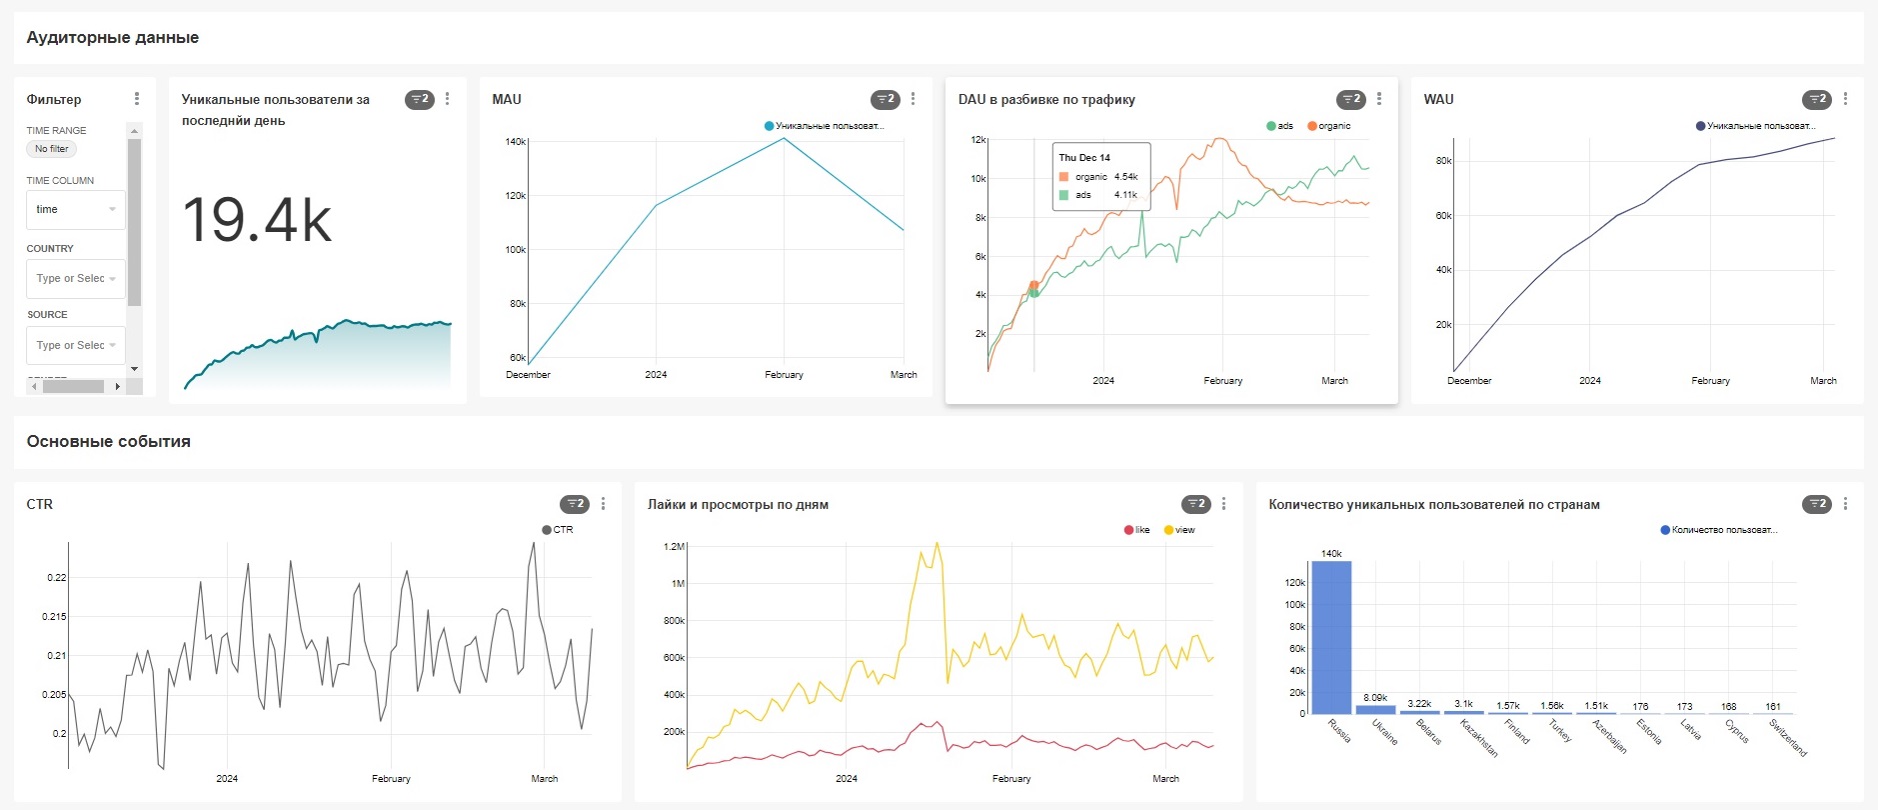 Аудиторные данные
Фильтр
TIME RANGE
No filter
TIME COLUMN
time
COUNTRY
Type or Selec
SOURCE
Type or Selec
Уникальные пользователи за
последнйи день
2
19.4k
MAU
2
Уникальные пользоват...
140k
120k
100k
80k
60k
December 2024 February March
DAU в разбивке по трафику
2
ads organic
12k
10k
8k
6k
4k
2k
Thu Dec 14
organic 4.54k
ads 4.11k
2024 February March
WAU
2
Уникальные пользоват...
80k
60k
40k
20k
December 2024 February March
Основные события
CTR
2
CTR
0.22
0.215
0.21
0.205
0.2
2024 February March
Лайки и просмотры по дням
2
like view
1.2M
1M
800k
600k
400k
200k
2024 February March
Количество уникальных пользователей по странам
2
Количество пользоват...
120k
100k
80k
60k
40k
20k
0
140k 8.09k 3.22k 3.1k 1.57k 1.56k 1.51k 176 173 168 161
Russia Ukraine Belarus Kazakhstan Finland Turkey Azerbaijan Estonia Latvia Cyprus Switzerland